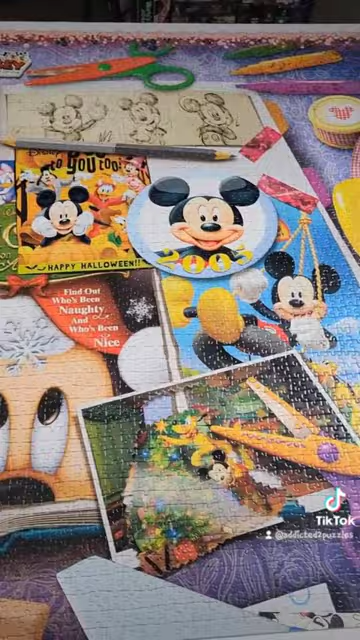 to you too!
HAPPY HALLOWEEN!!
2005
Find Out
Who's Been
Naughty
And
Who's Been
Nice
TikTok
@addicted2puzzles